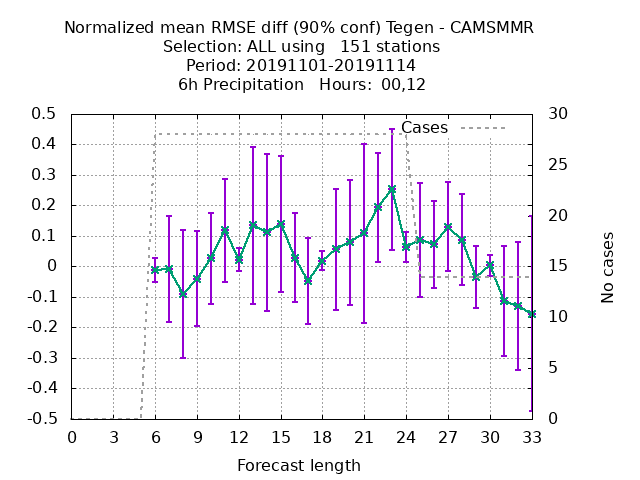 Normalized mean RMSE diff (90% conf) Tegen - CAMSMMR
Selection: ALL using   151 stations
Period: 20191101-20191114
6h Precipitation   Hours: 00,12
Cases
0.5
0.4
0.3
0.2
0.1
0
-0.1
-0.2
-0.3
-0.4
-0.5
30
25
20
15
10
5
0
No cases
0 3 6 9 12 15 18 21 24 27 30 33
Forecast length